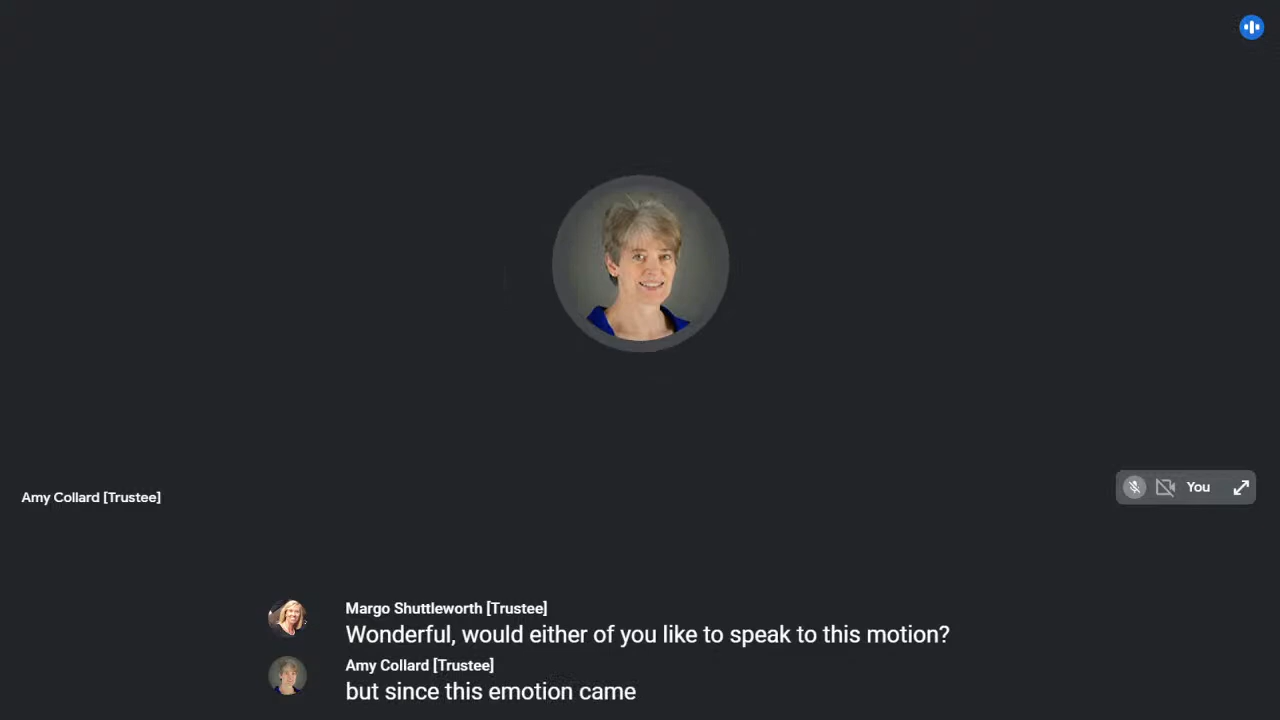 Amy Collard [Trustee]
You
Margo Shuttleworth [Trustee]
Wonderful, would either of you like to speak to this motion?
Amy Collard [Trustee]
but since this emotion came